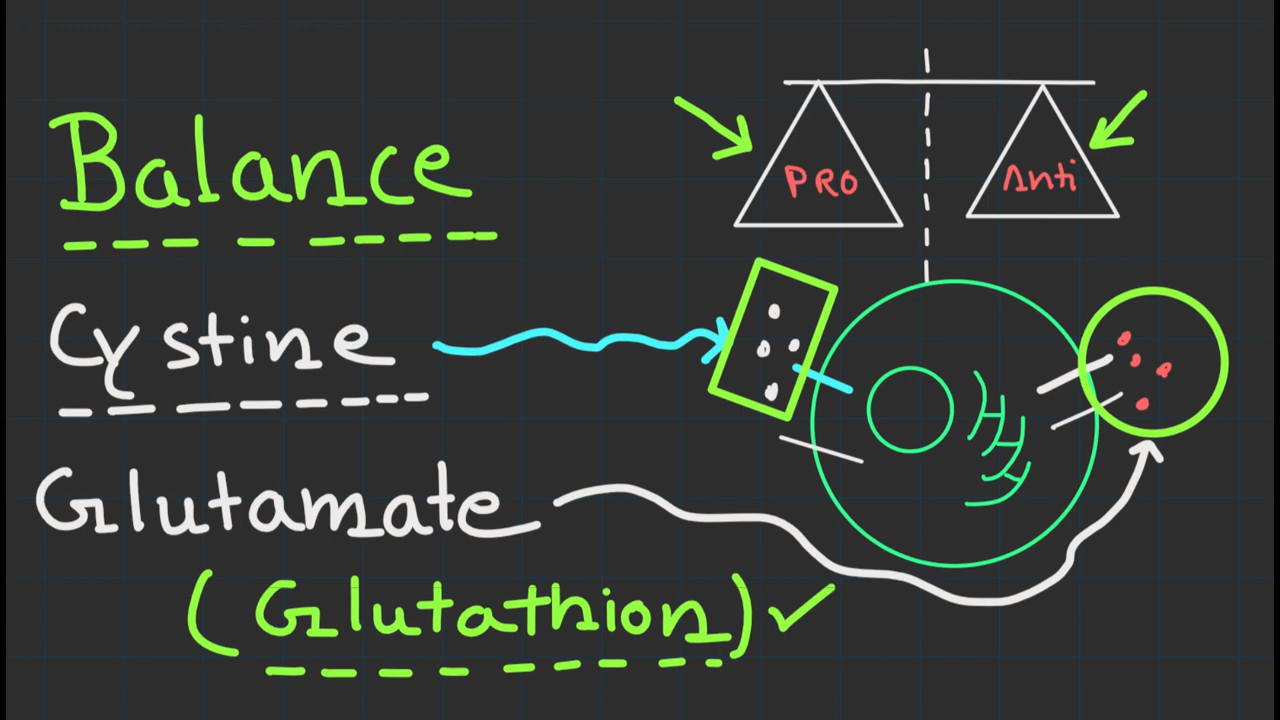 Balance
PRO
Anti
Cystine
Glutamate
(Glutathion)